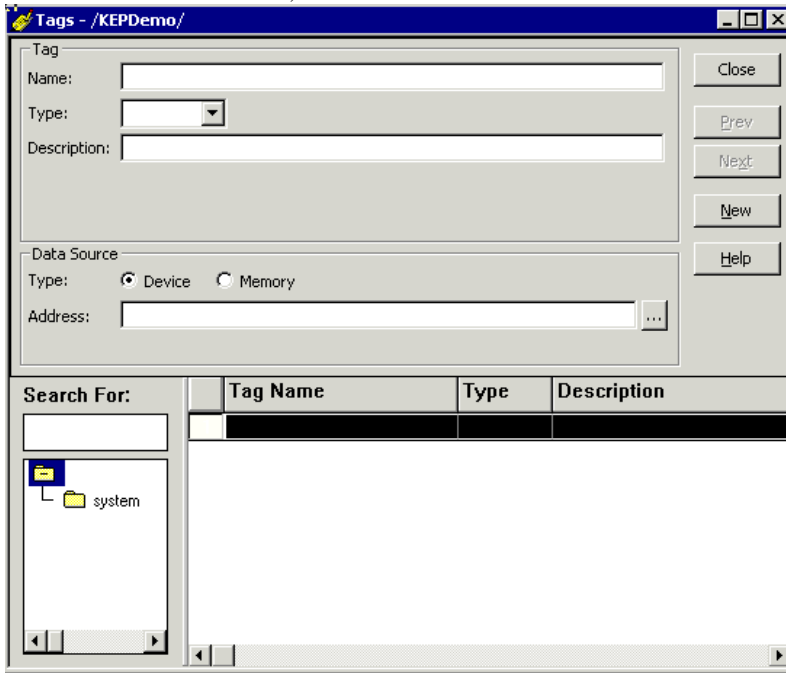 Tags - /KEPDemo/
Tag
Name:
Close
Type:
Prev
Description:
Next
New
Data Source
Help
Type: Device Memory
Address: ...
Search For: Tag Name Type Description
system